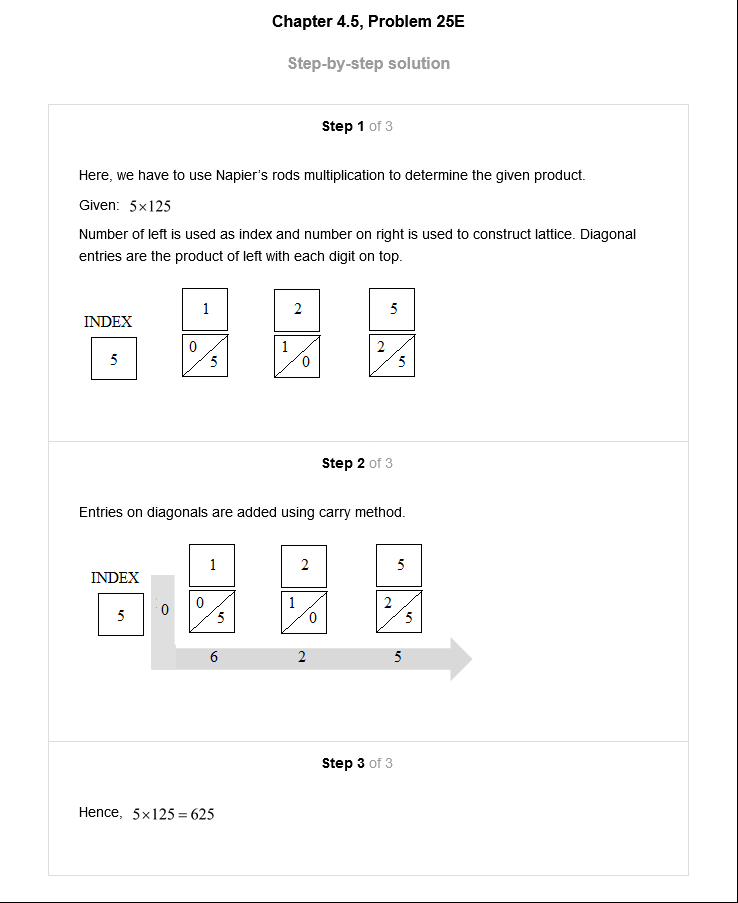 Chapter 4.5, Problem 25E
Step-by-step solution
Step 1 of 3
Here, we have to use Napier's rods multiplication to determine the given product.
Given: 5×125
Number of left is used as index and number on right is used to construct lattice. Diagonal
entries are the product of left with each digit on top.
1 2 5
INDEX
5 0 5 1 0 2 5
Step 2 of 3
Entries on diagonals are added using carry method.
1 2 5
INDEX
5 0 0 5 1 0 2 5
6 2 5
Step 3 of 3
Hence, 5×125=625